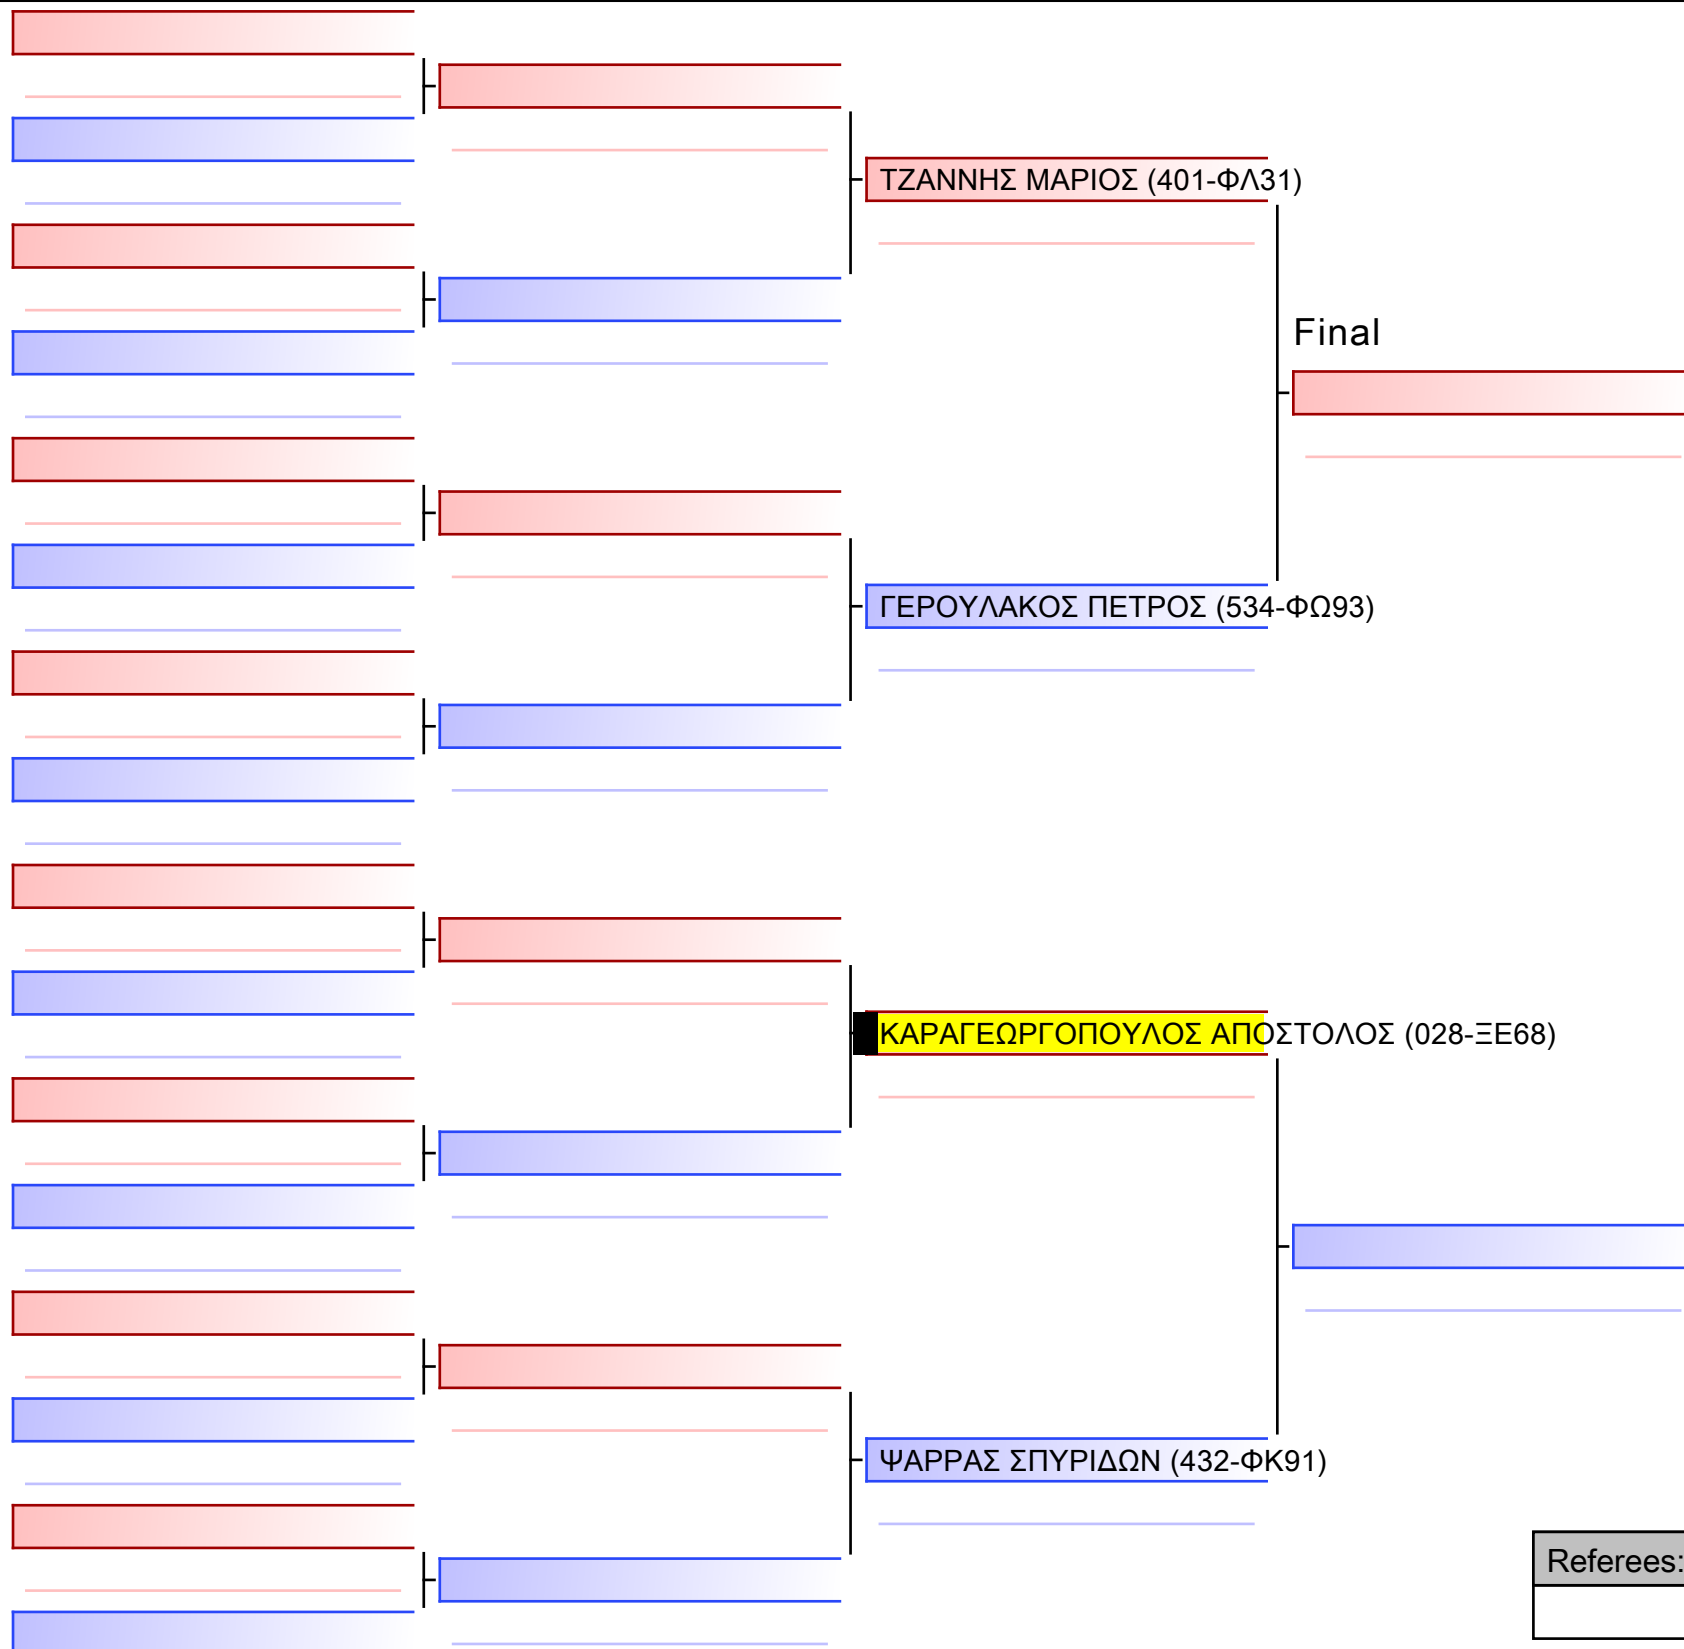 ΤΖΑΝΝΗΣ ΜΑΡΙΟΣ (401-ΦΛ31)
Final
ΓΕΡΟΥΛΑΚΟΣ ΠΕΤΡΟΣ (534-ΦΩ93)
ΚΑΡΑΓΕΩΡΓΟΠΟΥΛΟΣ ΑΠΟΣΤΟΛΟΣ (028-ΞΕ68)
ΨΑΡΡΑΣ ΣΠΥΡΙΔΩΝ (432-ΦΚ91)
Referees: